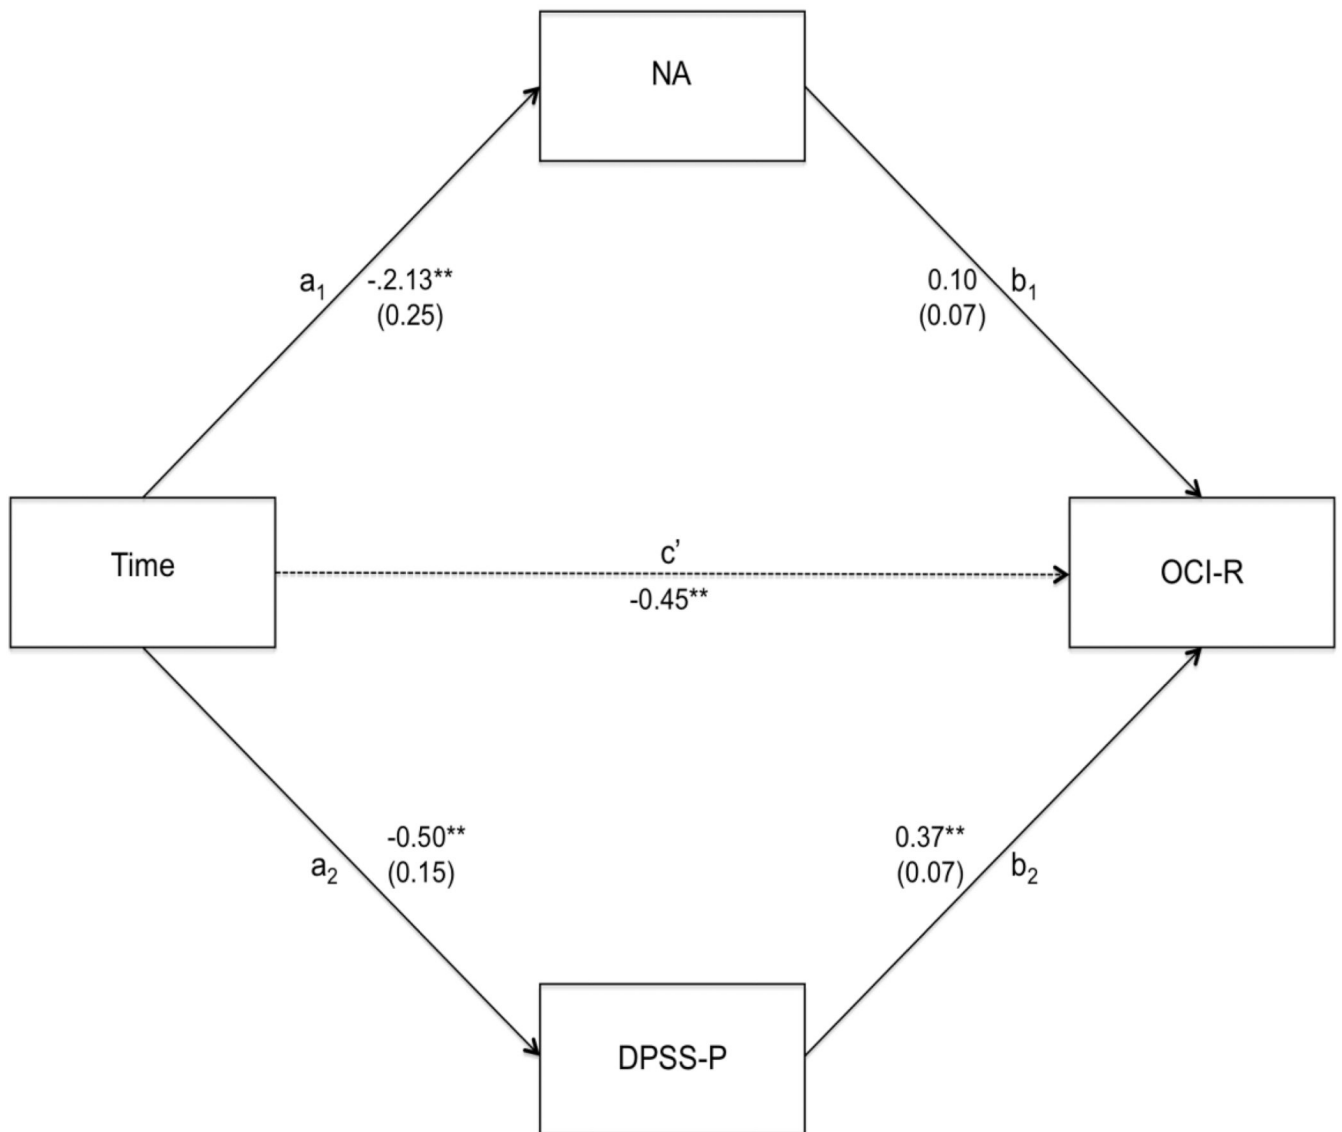 NA
a1
-.2.13**
(0.25)
0.10
(0.07)
b1
Time
c’
-0.45**
OCI-R
a2
-0.50**
(0.15)
0.37**
(0.07)
b2
DPSS-P